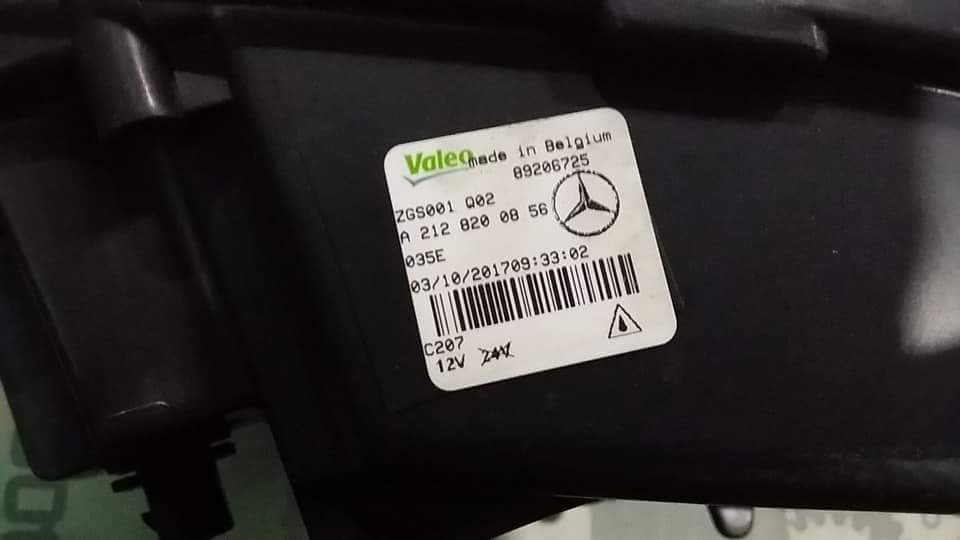 Valeo made in Belgium
89206725
ZGS001 Q02
A 212 820 08 56
035E
03/10/201709:33:02
C207
12V 24V